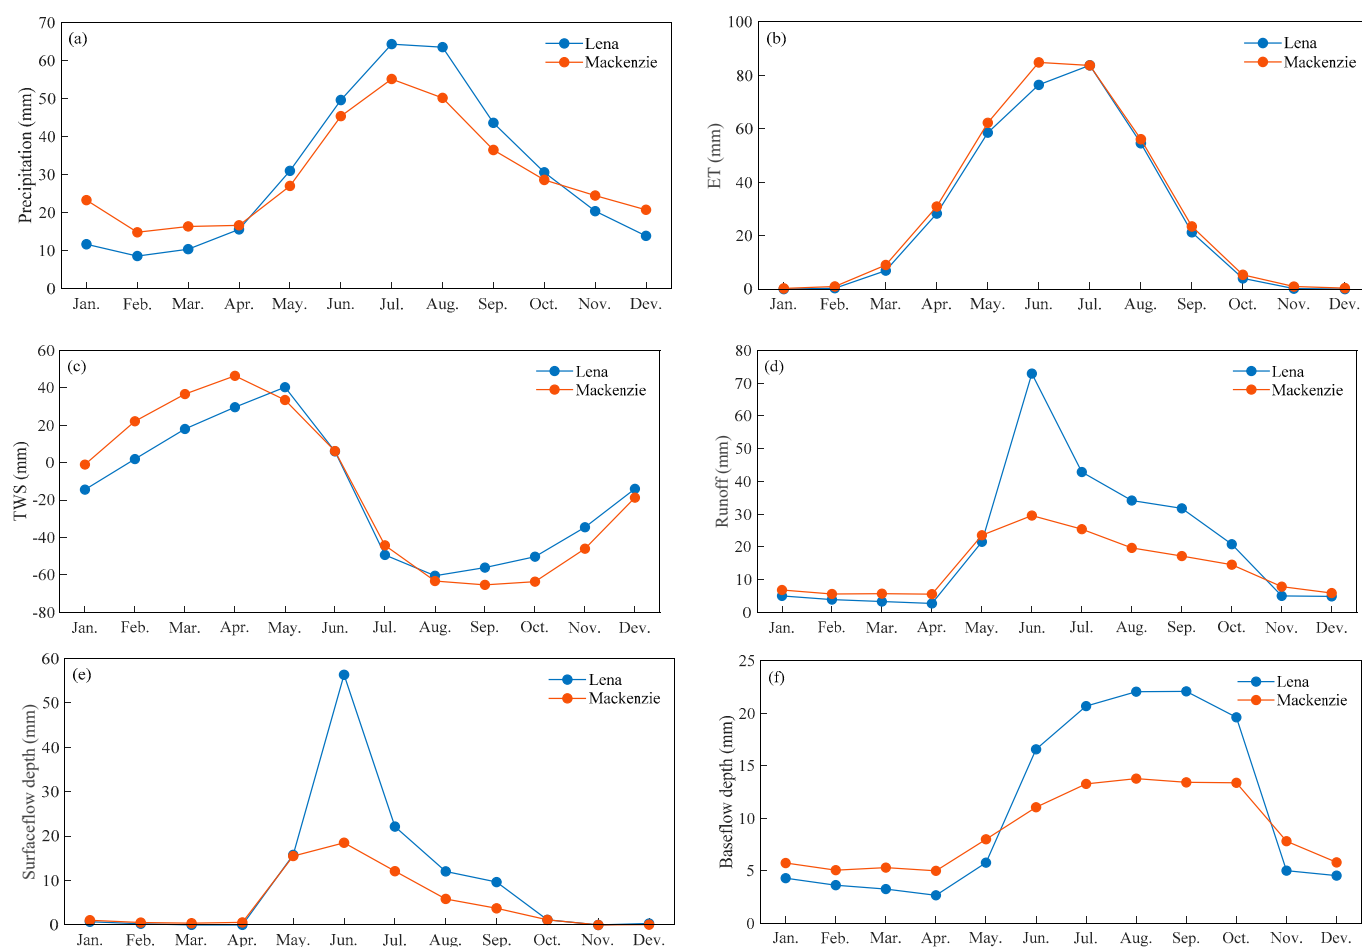 (a)
Lena
Mackenzie
Precipitation (mm)
70
60
50
40
30
20
10
0
Jan. Feb. Mar. Apr. May. Jun. Jul. Aug. Sep. Oct. Nov. Dev.
(b)
Lena
Mackenzie
ET (mm)
100
80
60
40
20
0
Jan. Feb. Mar. Apr. May. Jun. Jul. Aug. Sep. Oct. Nov. Dev.
(c)
Lena
Mackenzie
TWS (mm)
60
40
20
0
-20
-40
-60
-80
Jan. Feb. Mar. Apr. May. Jun. Jul. Aug. Sep. Oct. Nov. Dev.
(d)
Lena
Mackenzie
Runoff (mm)
80
70
60
50
40
30
20
10
0
Jan. Feb. Mar. Apr. May. Jun. Jul. Aug. Sep. Oct. Nov. Dev.
(e)
Lena
Mackenzie
Surfaceflow depth (mm)
60
50
40
30
20
10
0
Jan. Feb. Mar. Apr. May. Jun. Jul. Aug. Sep. Oct. Nov. Dev.
(f)
Lena
Mackenzie
Baseflow depth (mm)
25
20
15
10
5
0
Jan. Feb. Mar. Apr. May. Jun. Jul. Aug. Sep. Oct. Nov. Dev.